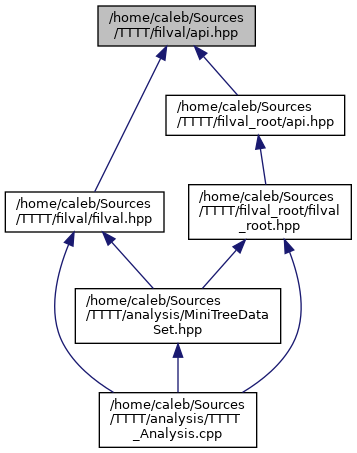 /home/caleb/Sources
/TTTT/filval/api.hpp
/home/caleb/Sources
/TTTT/filval_root/api.hpp
/home/caleb/Sources
/TTTT/filval/filval.hpp
/home/caleb/Sources
/TTTT/filval_root/filval
_root.hpp
/home/caleb/Sources
/TTTT/analysis/MiniTreeData
Set.hpp
/home/caleb/Sources
/TTTT/analysis/TTTT
_Analysis.cpp